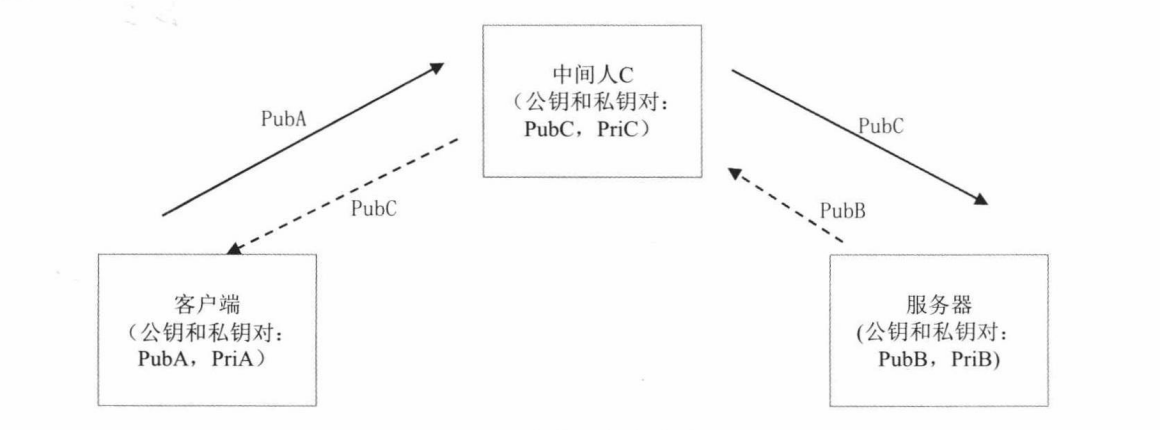 中间人C
（公钥和私钥对：
PubC，PriC）
PubA
PubC
PubC
PubB
客户端
（公钥和私钥对：
PubA，PriA）
服务器
(公钥和私钥对：
PubB，PriB)